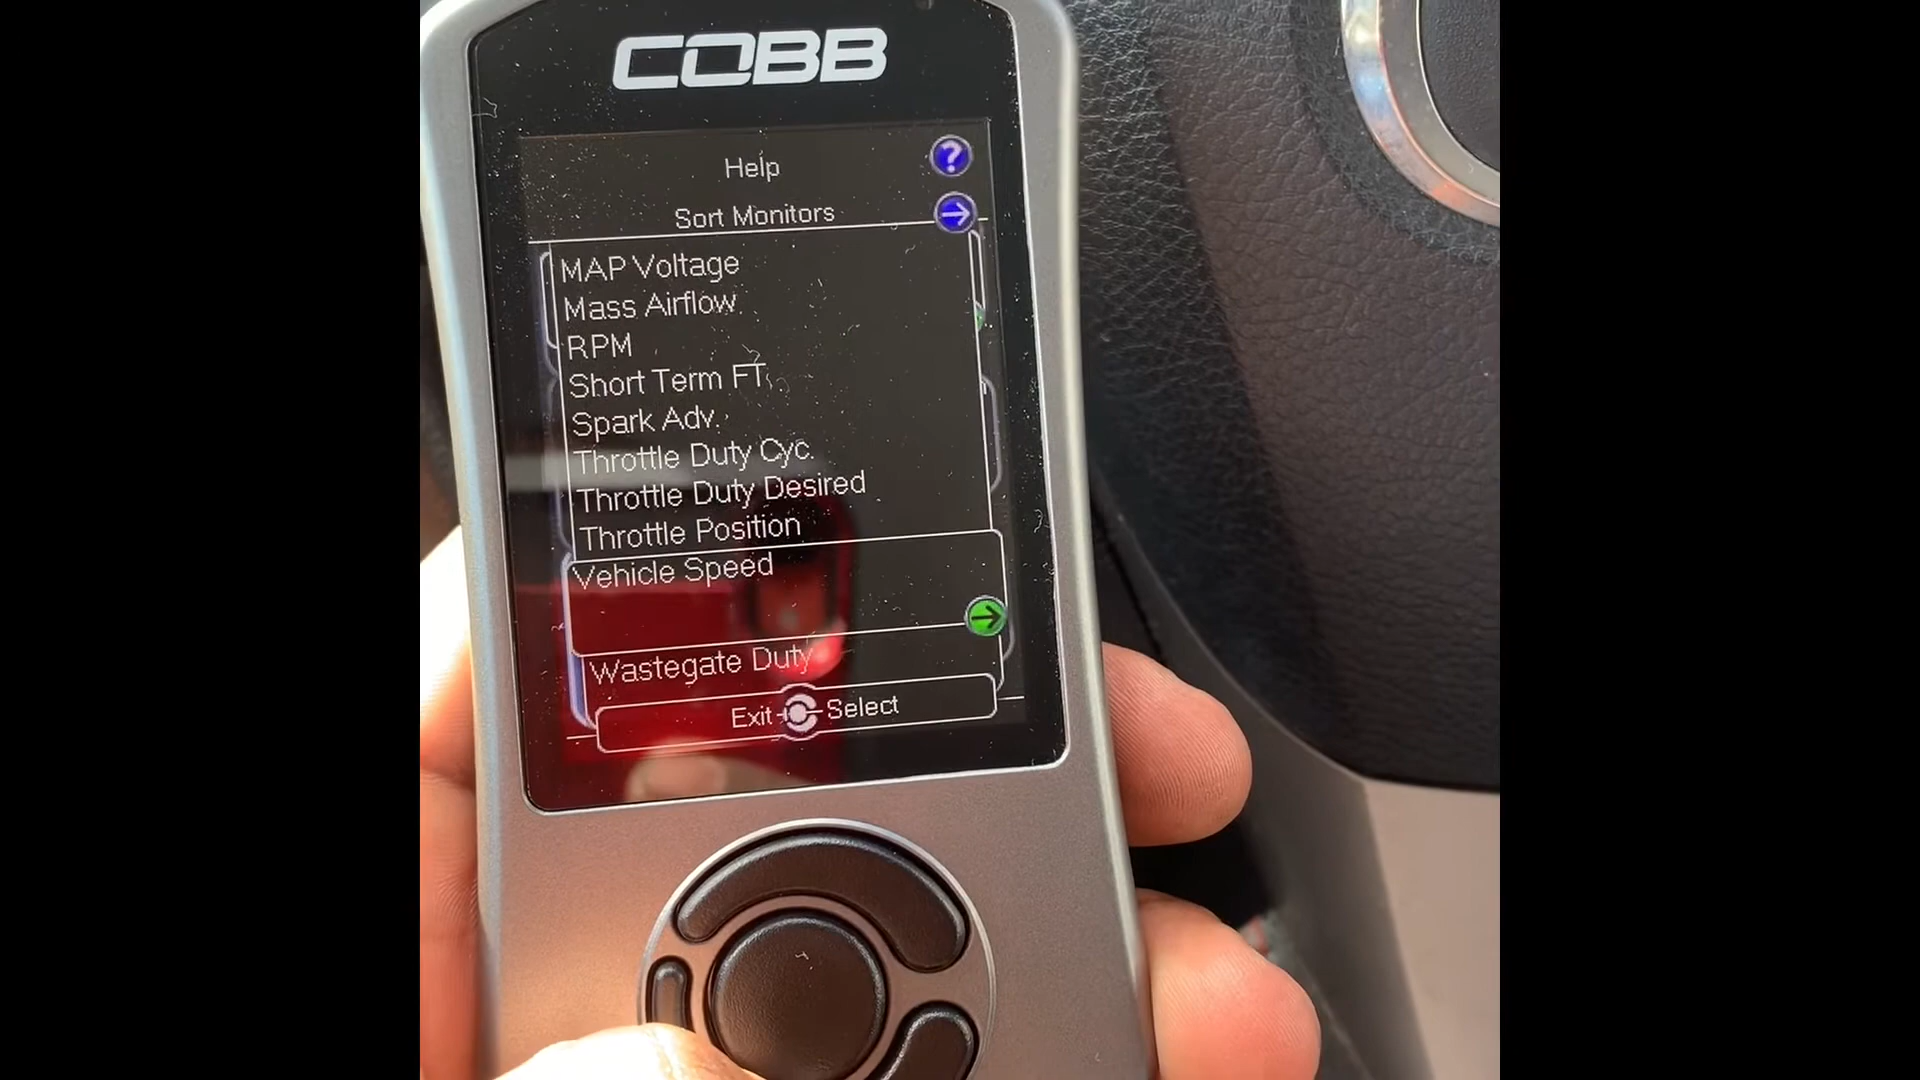 COBB
Help
?
Sort Monitors
MAP Voltage
Mass Airflow
RPM
Short Term FT
Spark Adv.
Throttle Duty Cyc.
Throttle Duty Desired
Throttle Position
Vehicle Speed
Wastegate Duty
Exit Select